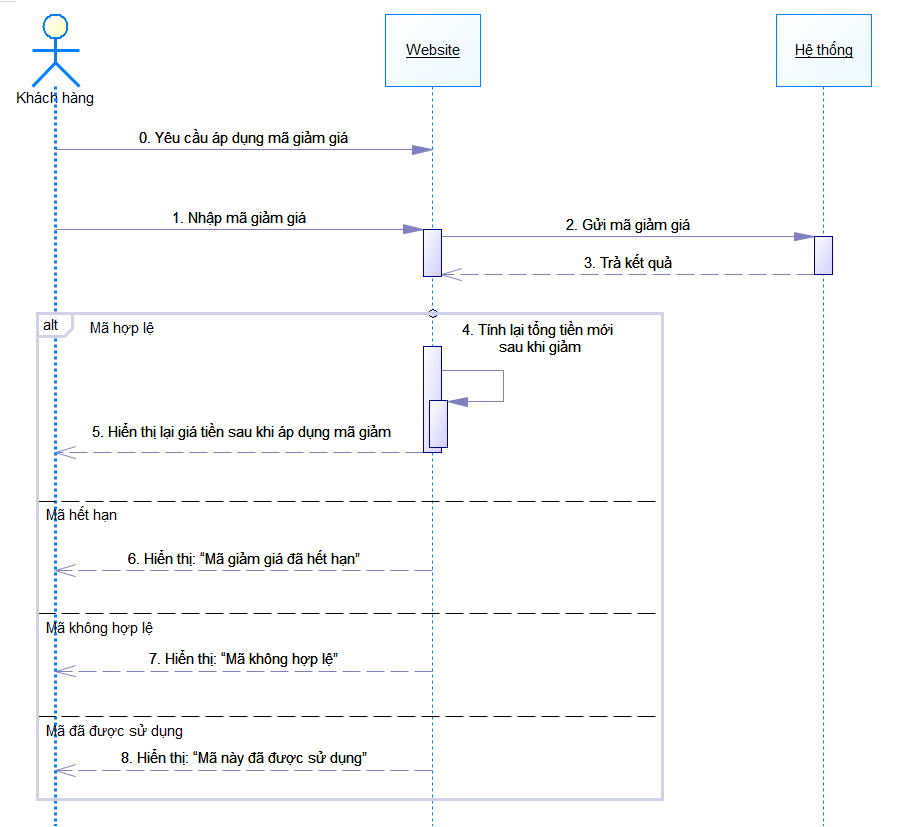 Khách hàng
Website
Hệ thống
0. Yêu cầu áp dụng mã giảm giá
1. Nhập mã giảm giá
2. Gửi mã giảm giá
3. Trả kết quả
alt
Mã hợp lệ
4. Tính lại tổng tiền mới
sau khi giảm
5. Hiển thị lại giá tiền sau khi áp dụng mã giảm
Mã hết hạn
6. Hiển thị: “Mã giảm giá đã hết hạn”
Mã không hợp lệ
7. Hiển thị: “Mã không hợp lệ”
Mã đã được sử dụng
8. Hiển thị: “Mã này đã được sử dụng”